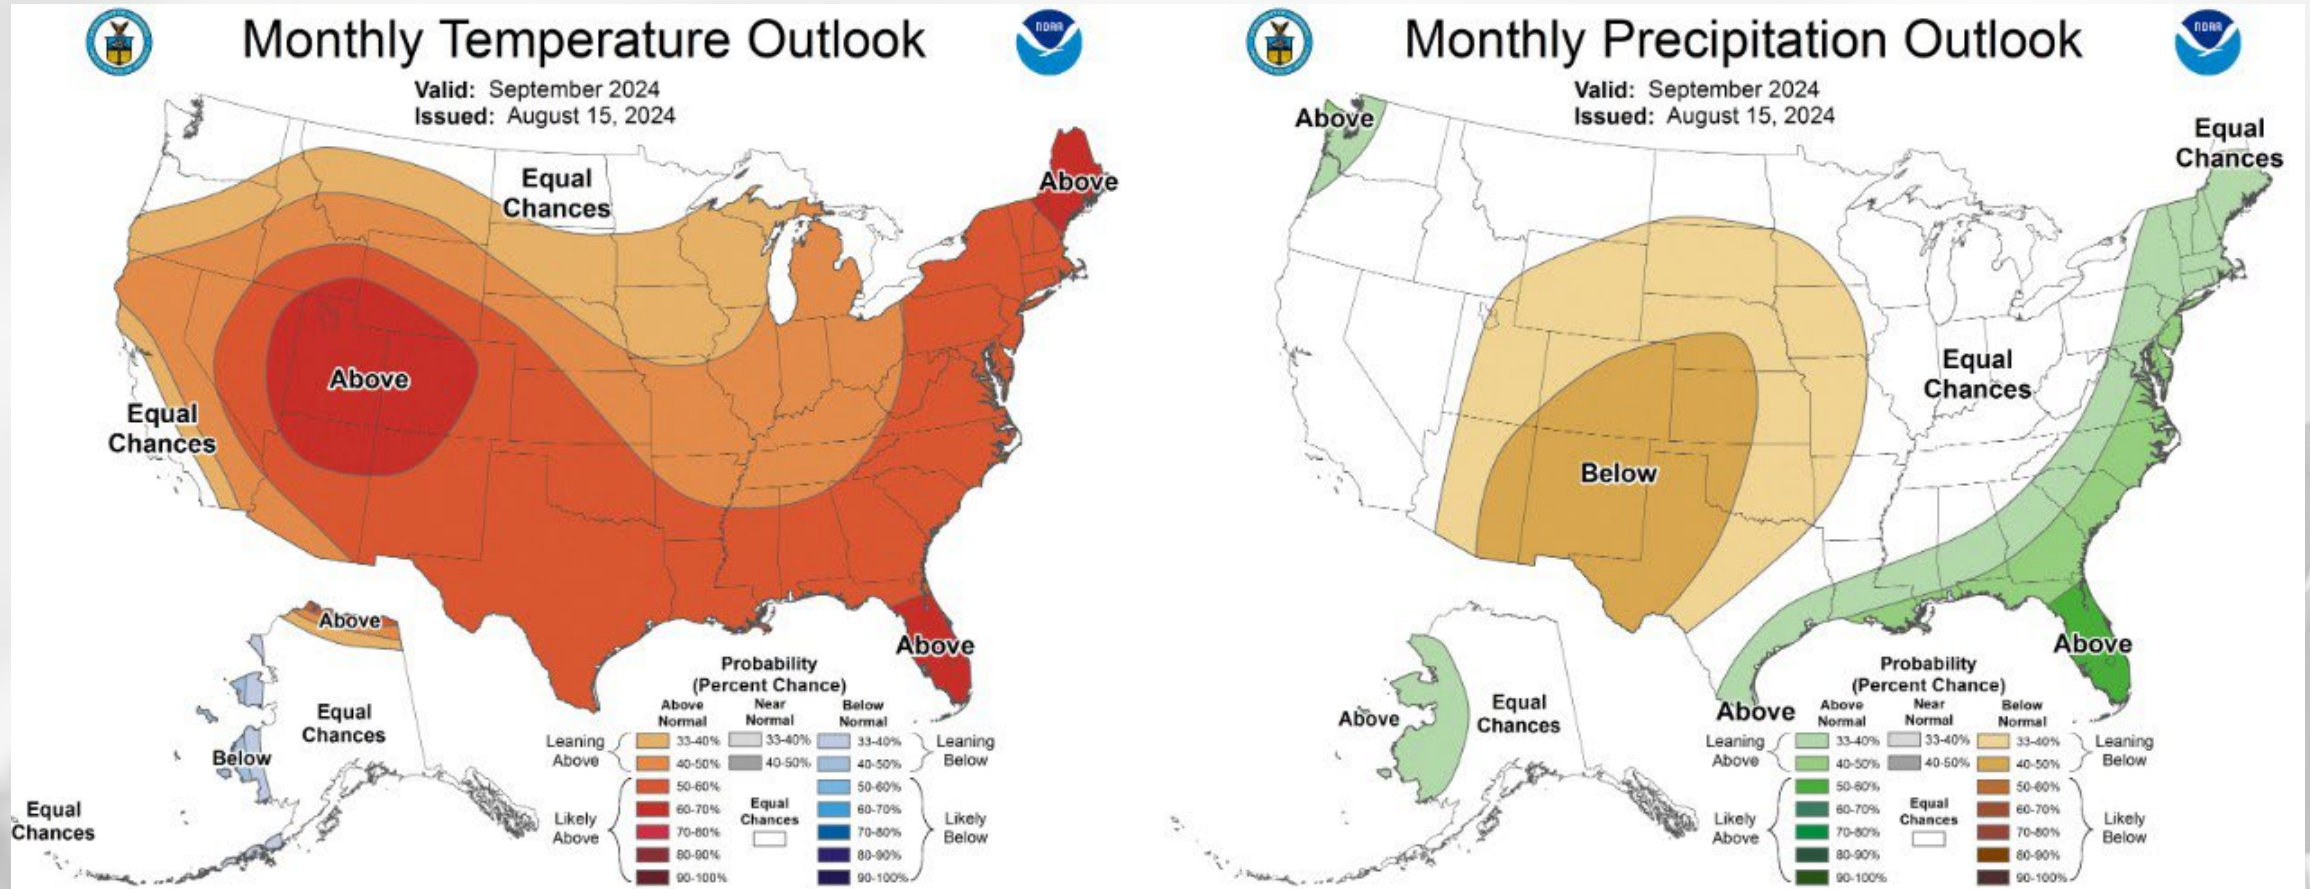 NOAA
Monthly Temperature Outlook
Valid: September 2024
Issued: August 15, 2024
Equal
Chances
Above
Above
Equal
Chances
Above
Above
Equal
Chances
Below
Equal
Chances
Probability
(Percent Chance)
Above
Normal
Near
Normal
Below
Normal
Leaning
Above
33-40%
33-40%
33-40%
Leaning
Below
40-50%
40-50%
40-50%
Likely
Above
50-60%
50-60%
Likely
Below
60-70%
Equal
Chances
60-70%
70-80%
70-80%
80-90%
80-90%
90-100%
90-100%
NOAA
Monthly Precipitation Outlook
Valid: September 2024
Issued: August 15, 2024
Above
Equal
Chances
Equal
Chances
Below
Above
Above
Above
Equal
Chances
Probability
(Percent Chance)
Above
Normal
Near
Normal
Below
Normal
Leaning
Above
33-40%
33-40%
33-40%
Leaning
Below
40-50%
40-50%
40-50%
Likely
Above
50-60%
50-60%
Likely
Below
60-70%
Equal
Chances
60-70%
70-80%
70-80%
80-90%
80-90%
90-100%
90-100%